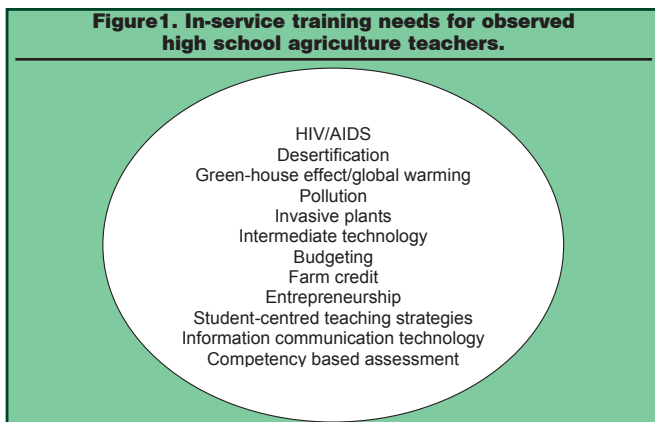 Figure1. In-service training needs for observed
high school agriculture teachers.
HIV/AIDS
Desertification
Green-house effect/global warming
Pollution
Invasive plants
Intermediate technology
Budgeting
Farm credit
Entrepreneurship
Student-centred teaching strategies
Information communication technology
Competency based assessment